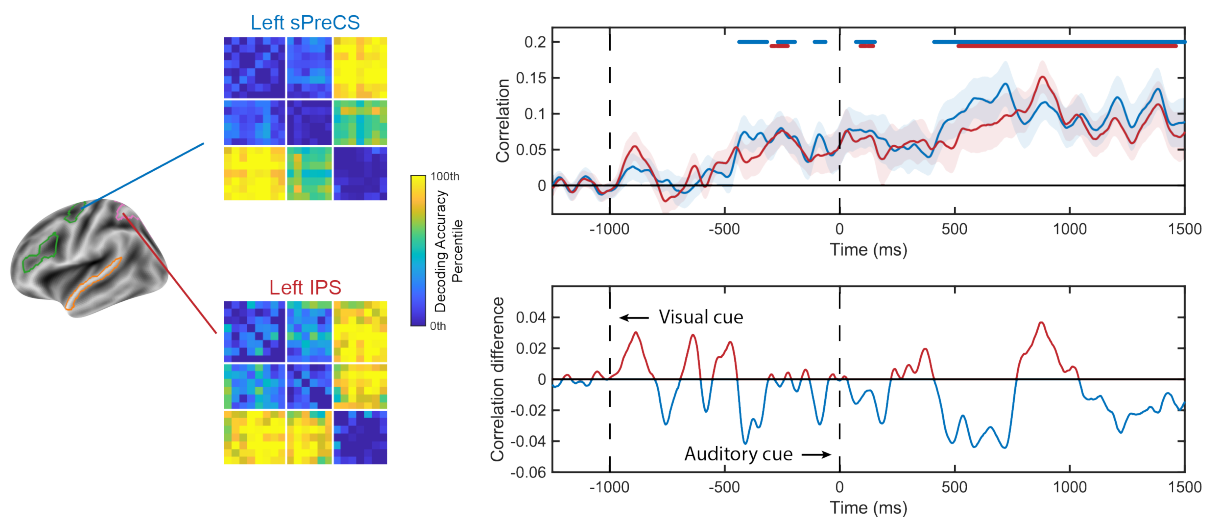 Left sPreCS
100th
Decoding Accuracy
Percentile
0th
Left IPS
0.2
0.15
0.1
0.05
0
Correlation
-1000
-500
0
500
1000
1500
Time (ms)
0.04
0.02
0
-0.02
-0.04
-0.06
Correlation difference
Visual cue
Auditory cue
-1000
-500
0
500
1000
1500
Time (ms)